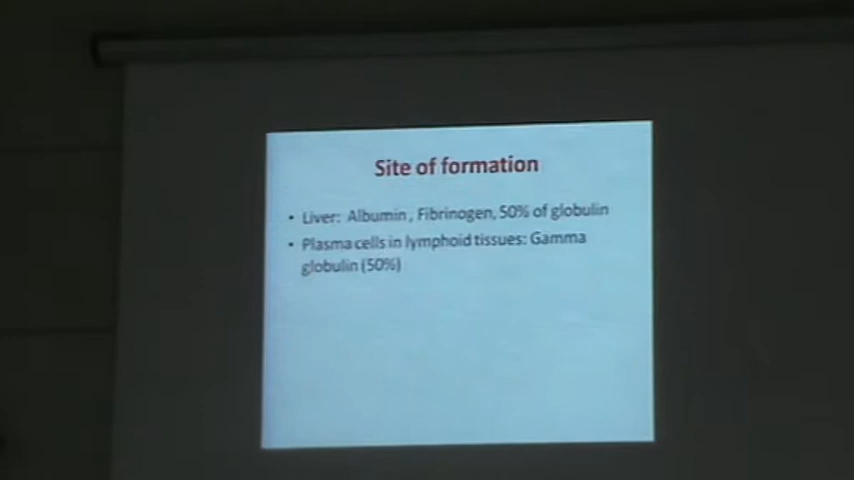 Site of formation
• Liver: Albumin , Fibrinogen, 50% of globulin
• Plasma cells in lymphoid tissues: Gamma
globulin (50%)